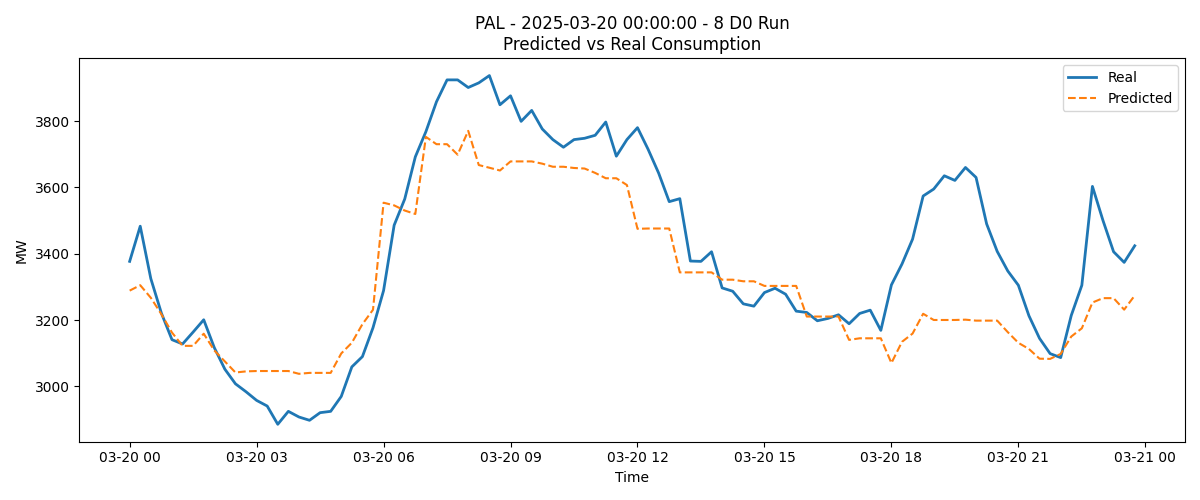 PAL - 2025-03-20 00:00:00 - 8 D0 Run
Predicted vs Real Consumption
Real
Predicted
MW
3800
3600
3400
3200
3000
03-20 00
03-20 03
03-20 06
03-20 09
03-20 12
03-20 15
03-20 18
03-20 21
03-21 00
Time